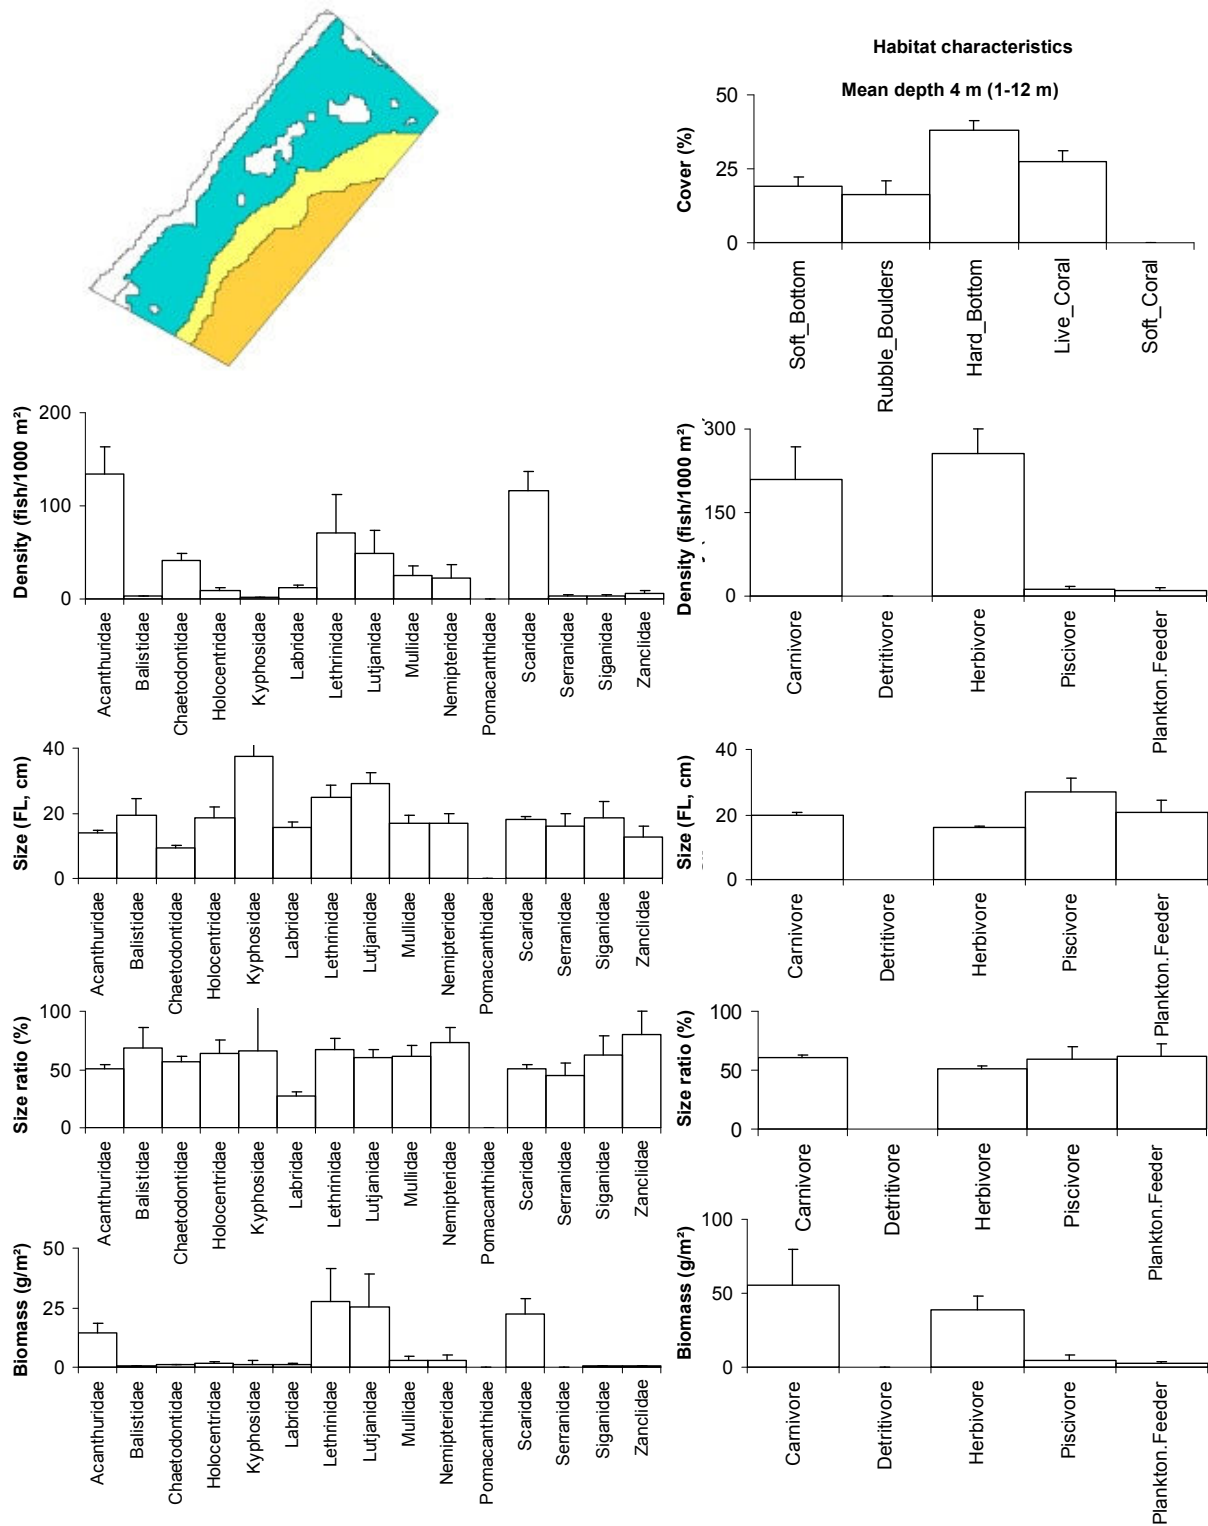 Habitat characteristics
Mean depth 4 m (1-12 m)
Cover (%)
50
25
0
Soft_Bottom
Rubble_Boulders
Hard_Bottom
Live_Coral
Soft_Coral
Density (fish/1000 m²)
200
100
0
Acanthuridae
Balistidae
Chaetodontidae
Holocentridae
Kyphosidae
Labridae
Lethrinidae
Lutjanidae
Mullidae
Nemipteridae
Pomacanthidae
Scaridae
Serranidae
Siganidae
Zanclidae
Density (fish/1000 m²)
300
150
0
Carnivore
Detritivore
Herbivore
Piscivore
Plankton.Feeder
Size (FL, cm)
40
20
0
Acanthuridae
Balistidae
Chaetodontidae
Holocentridae
Kyphosidae
Labridae
Lethrinidae
Lutjanidae
Mullidae
Nemipteridae
Pomacanthidae
Scaridae
Serranidae
Siganidae
Zanclidae
Size (FL, cm)
40
20
0
Carnivore
Detritivore
Herbivore
Piscivore
Plankton.Feeder
Size ratio (%)
100
50
0
Acanthuridae
Balistidae
Chaetodontidae
Holocentridae
Kyphosidae
Labridae
Lethrinidae
Lutjanidae
Mullidae
Nemipteridae
Pomacanthidae
Scaridae
Serranidae
Siganidae
Zanclidae
Size ratio (%)
100
50
0
Carnivore
Detritivore
Herbivore
Piscivore
Plankton.Feeder
Biomass (g/m²)
50
25
0
Acanthuridae
Balistidae
Chaetodontidae
Holocentridae
Kyphosidae
Labridae
Lethrinidae
Lutjanidae
Mullidae
Nemipteridae
Pomacanthidae
Scaridae
Serranidae
Siganidae
Zanclidae
Biomass (g/m²)
100
50
0
Carnivore
Detritivore
Herbivore
Piscivore
Plankton.Feeder